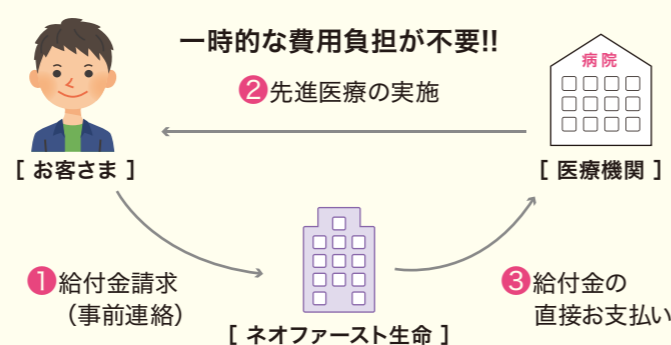 一時的な費用負担が不要!!
病院
❷先進医療の実施
[ お客さま ]
[ 医療機関 ]
❶給付金請求
（事前連絡）
❸給付金の
直接お支払い
[ ネオファースト生命 ]